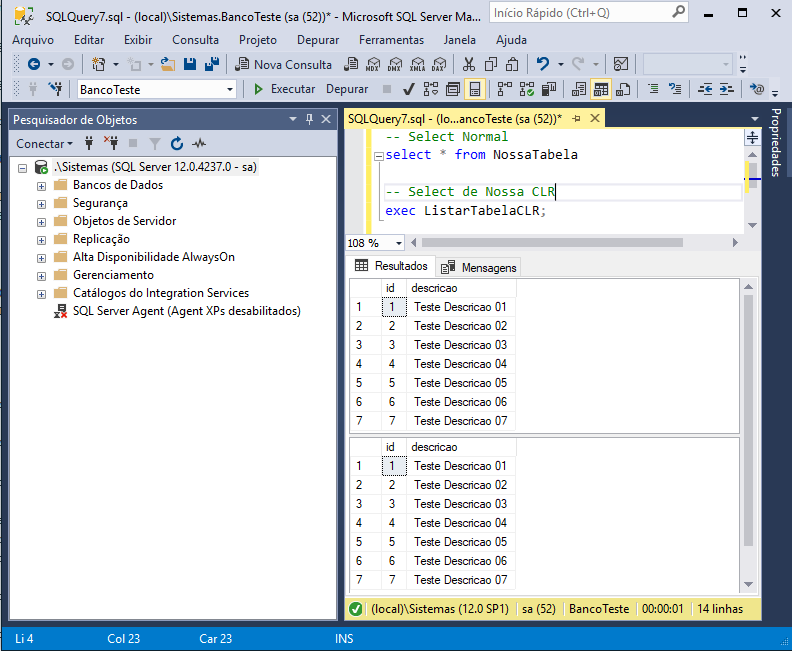 SQLQuery7.sql - (local)\Sistemas.BancoTeste (sa (52))* - Microsoft SQL Server Ma...
Início Rápido (Ctrl+Q)
Arquivo Editar Exibir Consulta Projeto Depurar Ferramentas Janela Ajuda
Nova Consulta MDX DMX XMLA DAX
BancoTeste Executar Depurar
Pesquisador de Objetos
Conectar
.\Sistemas (SQL Server 12.0.4237.0 - sa)
Bancos de Dados
Segurança
Objetos de Servidor
Replicação
Alta Disponibilidade AlwaysOn
Gerenciamento
Catálogos do Integration Services
SQL Server Agent (Agent XPs desabilitados)
SQLQuery7.sql - (lo...ancoTeste (sa (52))*
-- Select Normal
select * from NossaTabela
-- Select de Nossa CLR
exec ListarTabelaCLR;
108 %
Resultados Mensagens
id descricao
1 1 Teste Descricao 01
2 2 Teste Descricao 02
3 3 Teste Descricao 03
4 4 Teste Descricao 04
5 5 Teste Descricao 05
6 6 Teste Descricao 06
7 7 Teste Descricao 07
id descricao
1 1 Teste Descricao 01
2 2 Teste Descricao 02
3 3 Teste Descricao 03
4 4 Teste Descricao 04
5 5 Teste Descricao 05
6 6 Teste Descricao 06
7 7 Teste Descricao 07
(local)\Sistemas (12.0 SP1) sa (52) BancoTeste 00:00:01 14 linhas
Propriedades
Li 4 Col 23 Car 23 INS